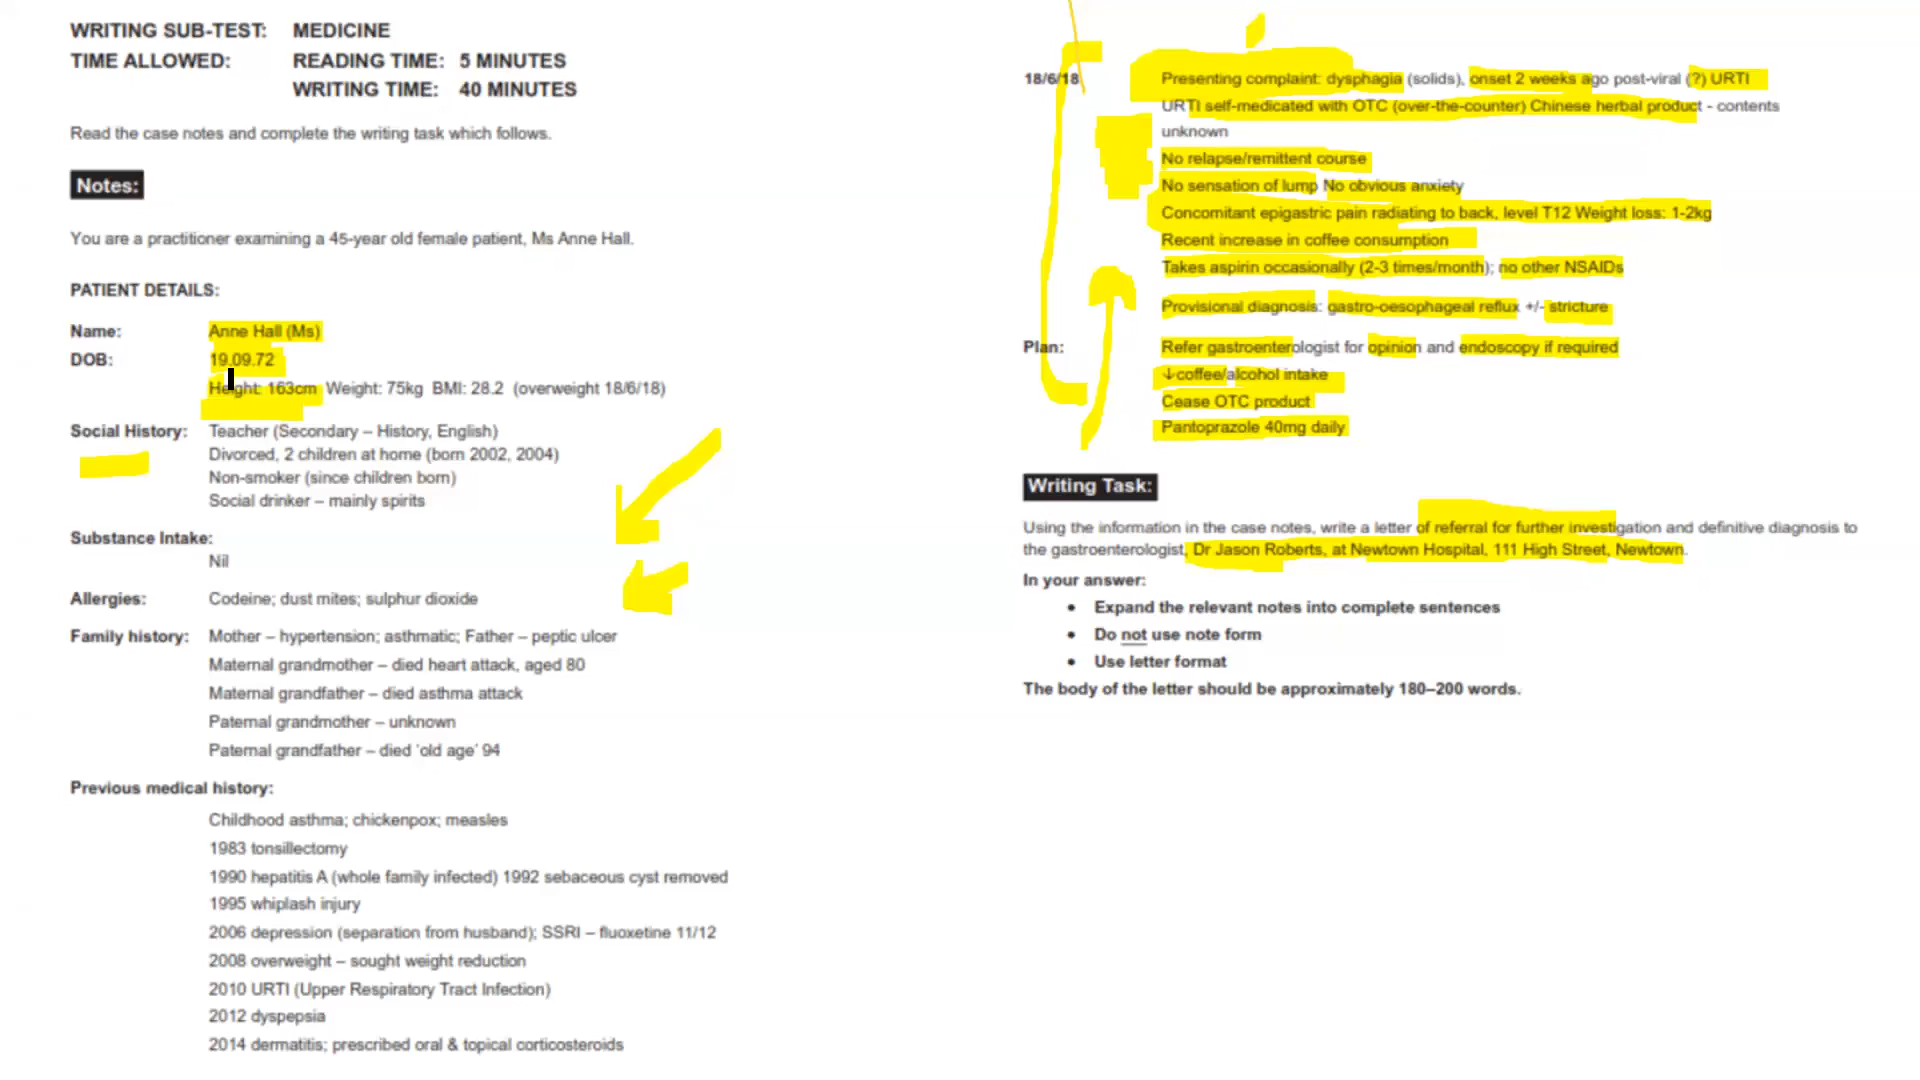 WRITING SUB-TEST: MEDICINE
TIME ALLOWED: READING TIME: 5 MINUTES
WRITING TIME: 40 MINUTES
Read the case notes and complete the writing task which follows.
Notes:
You are a practitioner examining a 45-year old female patient, Ms Anne Hall.
PATIENT DETAILS:
Name: Anne Hall (Ms)
DOB: 19.09.72
Height: 163cm Weight: 75kg BMI: 28.2 (overweight 18/6/18)
Social History: Teacher (Secondary – History, English)
Divorced, 2 children at home (born 2002, 2004)
Non-smoker (since children born)
Social drinker – mainly spirits
Substance Intake:
Nil
Allergies: Codeine; dust mites; sulphur dioxide
Family history: Mother – hypertension; asthmatic; Father – peptic ulcer
Maternal grandmother – died heart attack, aged 80
Maternal grandfather – died asthma attack
Paternal grandmother – unknown
Paternal grandfather – died ‘old age’ 94
Previous medical history:
Childhood asthma; chickenpox; measles
1983 tonsillectomy
1990 hepatitis A (whole family infected) 1992 sebaceous cyst removed
1995 whiplash injury
2006 depression (separation from husband); SSRI – fluoxetine 11/12
2008 overweight – sought weight reduction
2010 URTI (Upper Respiratory Tract Infection)
2012 dyspepsia
2014 dermatitis; prescribed oral & topical corticosteroids
18/6/18 Presenting complaint: dysphagia (solids), onset 2 weeks ago post-viral (?) URTI
URTI self-medicated with OTC (over-the-counter) Chinese herbal product - contents
unknown
No relapse/remittent course
No sensation of lump No obvious anxiety
Concomitant epigastric pain radiating to back, level T12 Weight loss: 1-2kg
Recent increase in coffee consumption
Takes aspirin occasionally (2-3 times/month); no other NSAIDs
Provisional diagnosis: gastro-oesophageal reflux +/- stricture
Plan: Refer gastroenterologist for opinion and endoscopy if required
↓coffee/alcohol intake
Cease OTC product
Pantoprazole 40mg daily
Writing Task:
Using the information in the case notes, write a letter of referral for further investigation and definitive diagnosis to
the gastroenterologist, Dr Jason Roberts, at Newtown Hospital, 111 High Street, Newtown.
In your answer:
• Expand the relevant notes into complete sentences
• Do not use note form
• Use letter format
The body of the letter should be approximately 180–200 words.